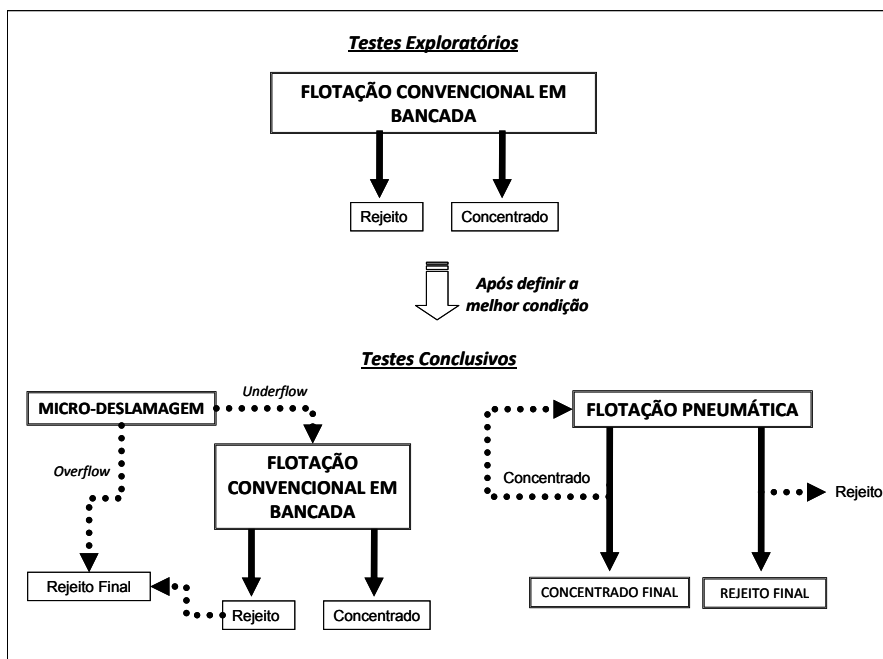 Testes Exploratórios
FLOTAÇÃO CONVENCIONAL EM
BANCADA
Rejeito
Concentrado
Após definir a
melhor condição
Testes Conclusivos
Underflow
MICRO-DESLAMAGEM
Overflow
FLOTAÇÃO
CONVENCIONAL EM
BANCADA
Rejeito Final
Rejeito
Concentrado
FLOTAÇÃO PNEUMÁTICA
Concentrado
Rejeito
CONCENTRADO FINAL
REJEITO FINAL